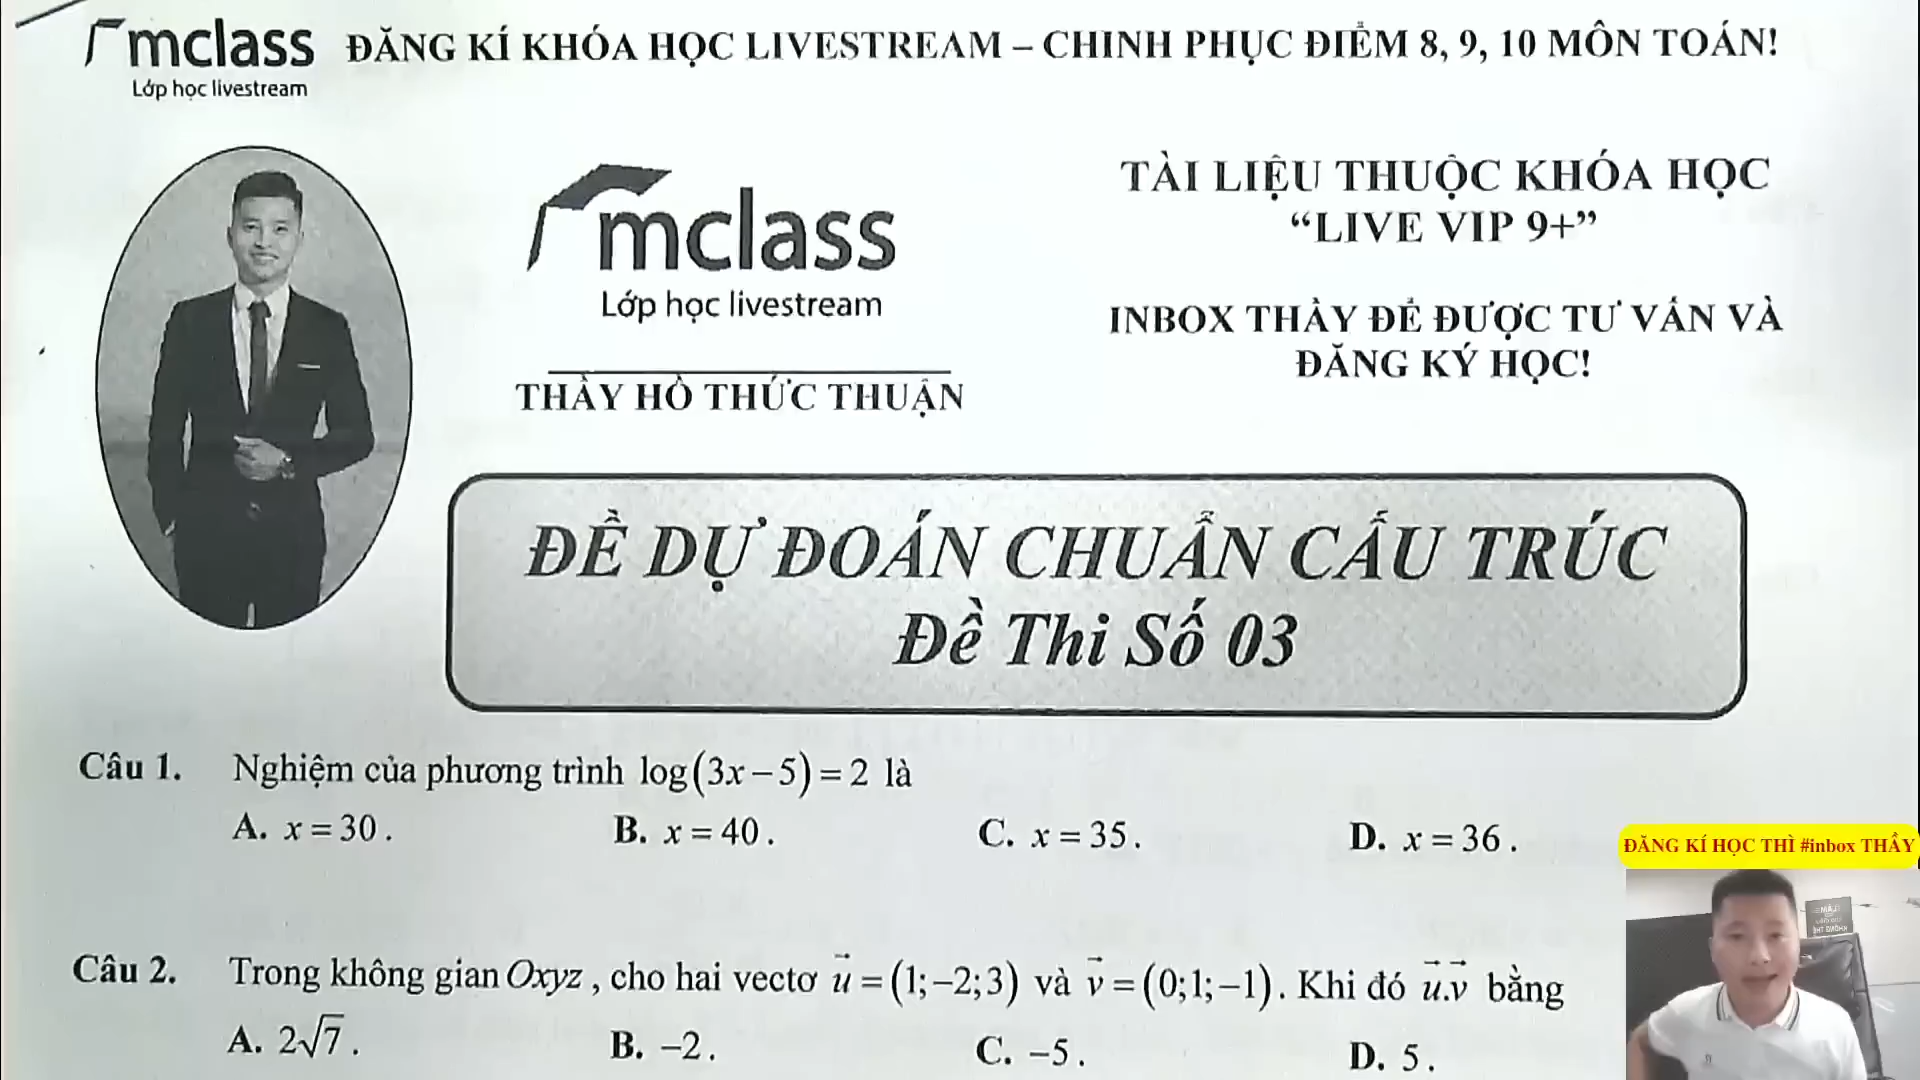 mclass ĐĂNG KÍ KHÓA HỌC LIVESTREAM – CHINH PHỤC ĐIỂM 8, 9, 10 MÔN TOÁN!
Lớp học livestream
mclass
Lớp học livestream
THẦY HỒ THỨC THUẬN
TÀI LIỆU THUỘC KHÓA HỌC
“LIVE VIP 9+”
INBOX THẦY ĐỂ ĐƯỢC TƯ VẤN VÀ
ĐĂNG KÝ HỌC!
ĐỀ DỰ ĐOÁN CHUẨN CẤU TRÚC
Đề Thi Số 03
Câu 1. Nghiệm của phương trình log(3x−5)=2 là
A. x=30. B. x=40. C. x=35. D. x=36.
ĐĂNG KÍ HỌC THÌ #inbox THẦY
Câu 2. Trong không gian Oxyz, cho hai vectơ u⃗=(1;−2;3) và v⃗=(0;1;−1). Khi đó u⃗.v⃗ bằng
A. 2√7. B. −2. C. −5. D. 5.